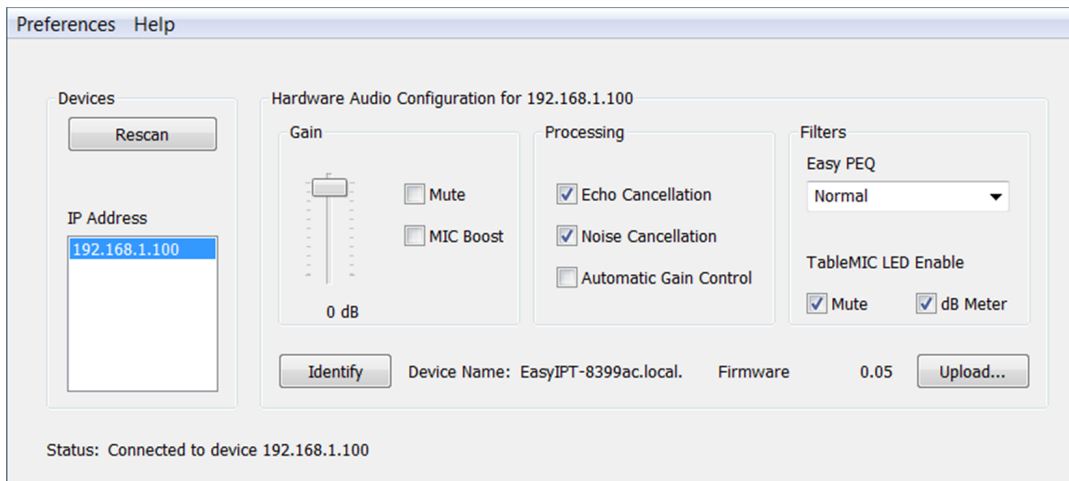 Preferences Help
Devices
Rescan
IP Address
192.168.1.100
Hardware Audio Configuration for 192.168.1.100
Gain
Mute
MIC Boost
0 dB
Processing
Echo Cancellation
Noise Cancellation
Automatic Gain Control
Filters
Easy PEQ
Normal
TableMIC LED Enable
Mute dB Meter
Identify Device Name: EasyIPT-8399ac.local. Firmware 0.05 Upload...
Status: Connected to device 192.168.1.100